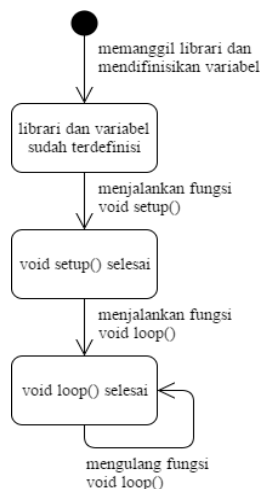 memanggil librari dan
mendifinisikan variabel
librari dan variabel
sudah terdefinisi
menjalankan fungsi
void setup()
void setup() selesai
menjalankan fungsi
void loop()
void loop() selesai
mengulang fungsi
void loop()